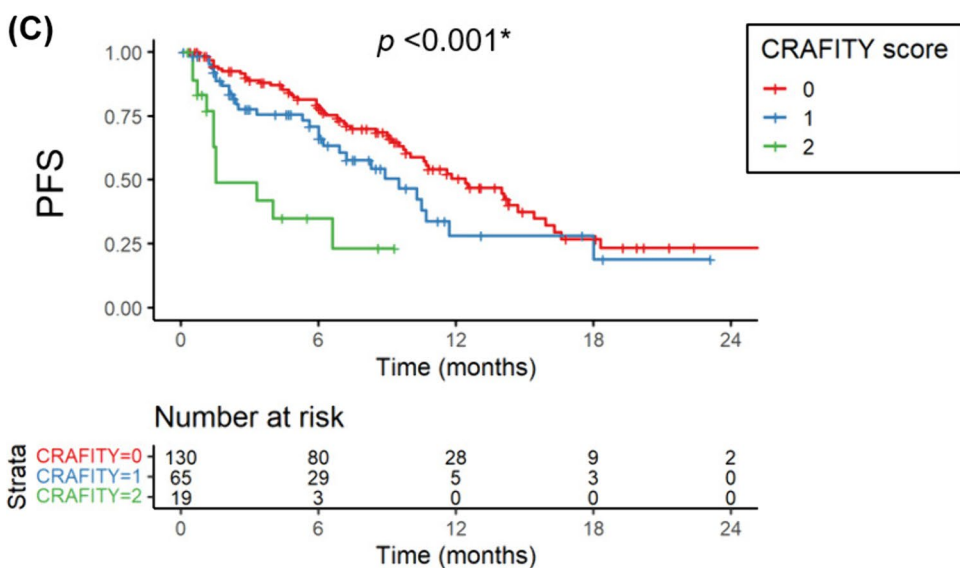 (C)
p <0.001*
CRAFITY score
0
1
2
PFS
1.00
0.75
0.50
0.25
0.00
0 6 12 18 24
Time (months)
Number at risk
Strata
CRAFITY=0 130 80 28 9 2
CRAFITY=1 65 29 5 3 0
CRAFITY=2 19 3 0 0 0
0 6 12 18 24
Time (months)